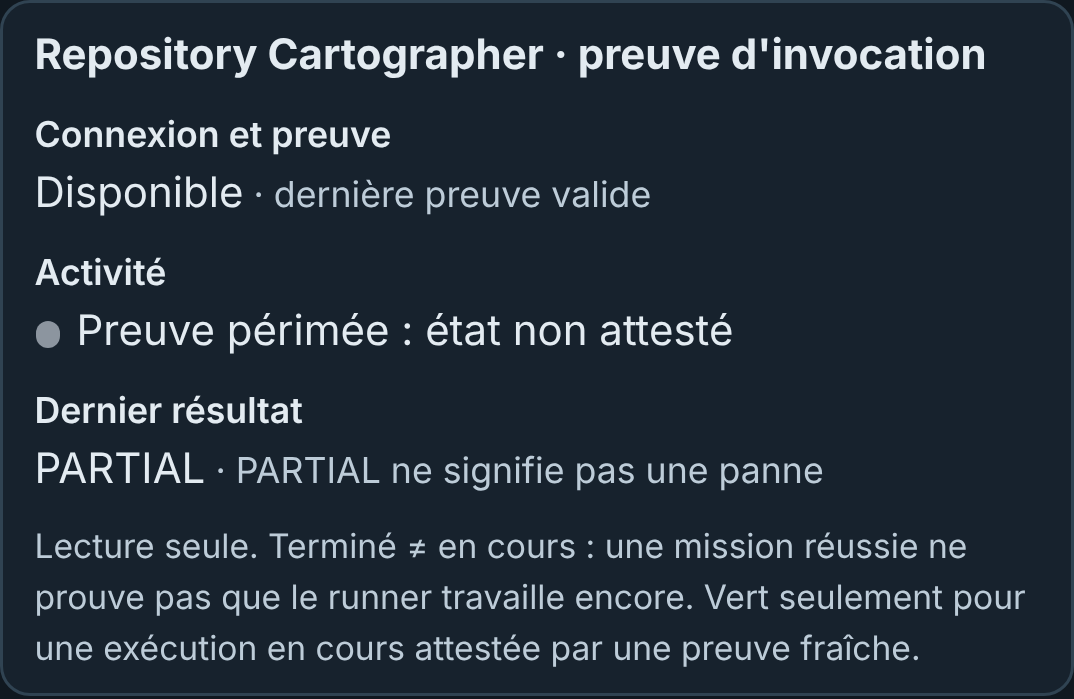 Repository Cartographer · preuve d'invocation
Connexion et preuve
Disponible · dernière preuve valide
Activité
Preuve périmée : état non attesté
Dernier résultat
PARTIAL · PARTIAL ne signifie pas une panne
Lecture seule. Terminé ≠ en cours : une mission réussie ne
prouve pas que le runner travaille encore. Vert seulement pour
une exécution en cours attestée par une preuve fraîche.